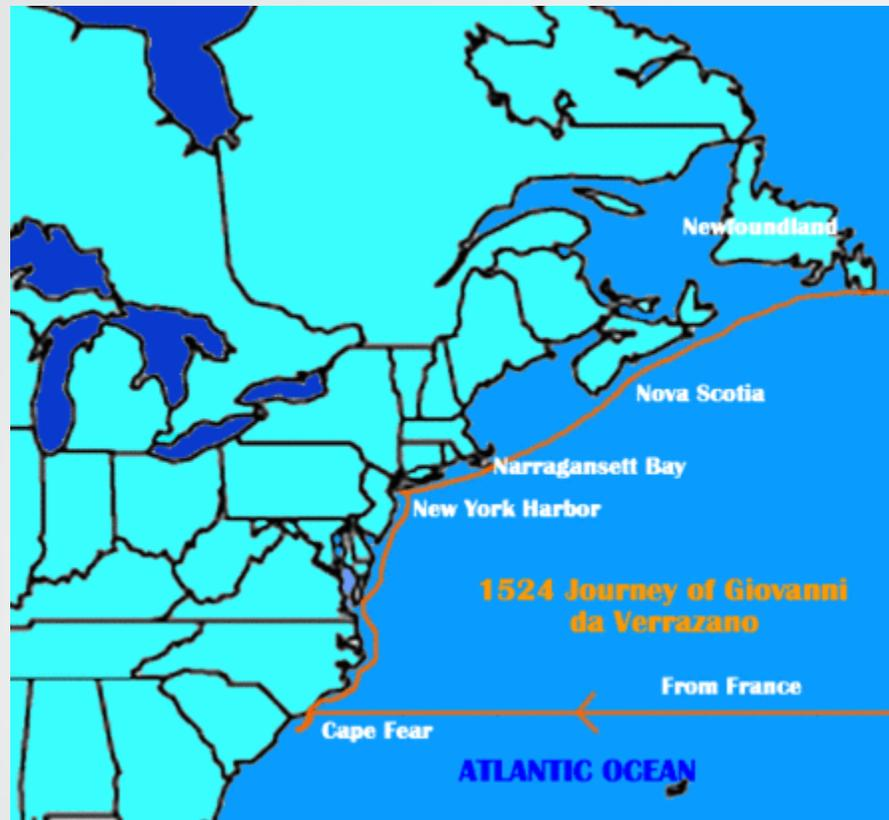 Newfoundland
Nova Scotia
Narragansett Bay
New York Harbor
1524 Journey of Giovanni
da Verrazano
From France
Cape Fear
ATLANTIC OCEAN